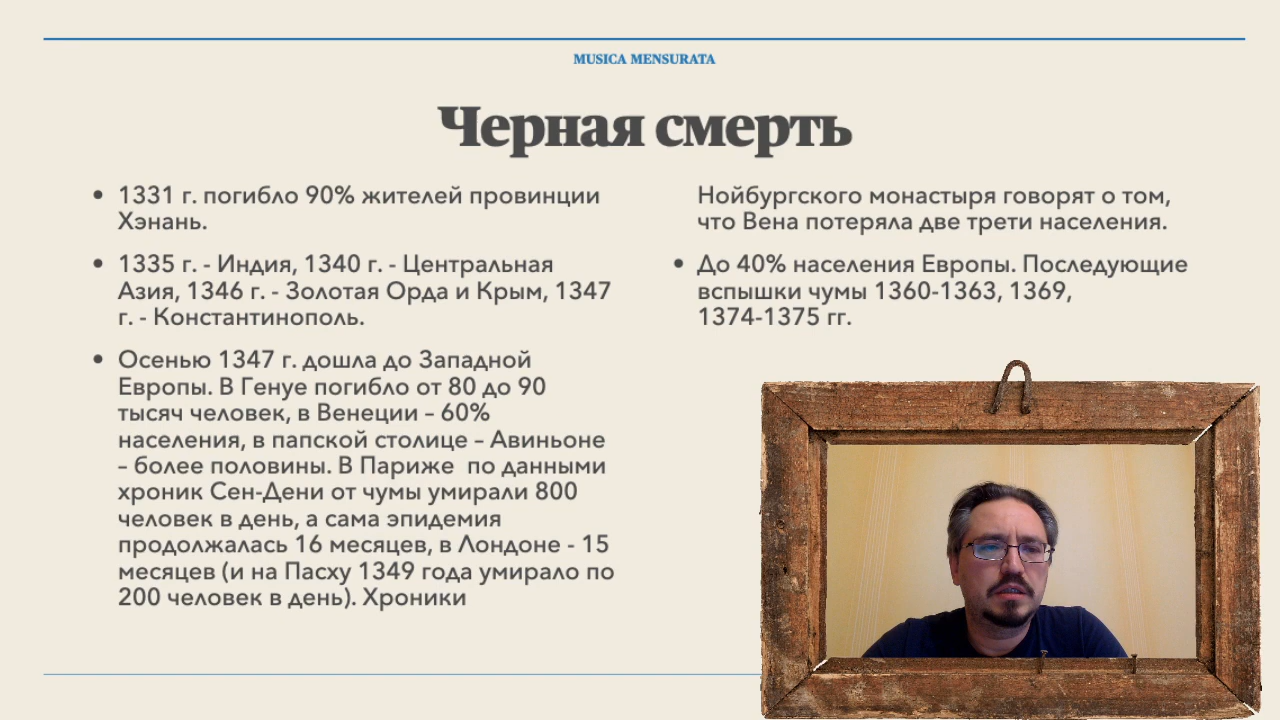 MUSICA MENSURATA
Черная смерть
• 1331 г. погибло 90% жителей провинции
Хэнань.
• 1335 г. - Индия, 1340 г. - Центральная
Азия, 1346 г. - Золотая Орда и Крым, 1347
г. - Константинополь.
• Осенью 1347 г. дошла до Западной
Европы. В Генуе погибло от 80 до 90
тысяч человек, в Венеции – 60%
населения, в папской столице – Авиньоне
– более половины. В Париже  по данными
хроник Сен-Дени от чумы умирали 800
человек в день, а сама эпидемия
продолжалась 16 месяцев, в Лондоне - 15
месяцев (и на Пасху 1349 года умирало по
200 человек в день). Хроники
Нойбургского монастыря говорят о том,
что Вена потеряла две трети населения.
• До 40% населения Европы. Последующие
вспышки чумы 1360-1363, 1369,
1374-1375 гг.